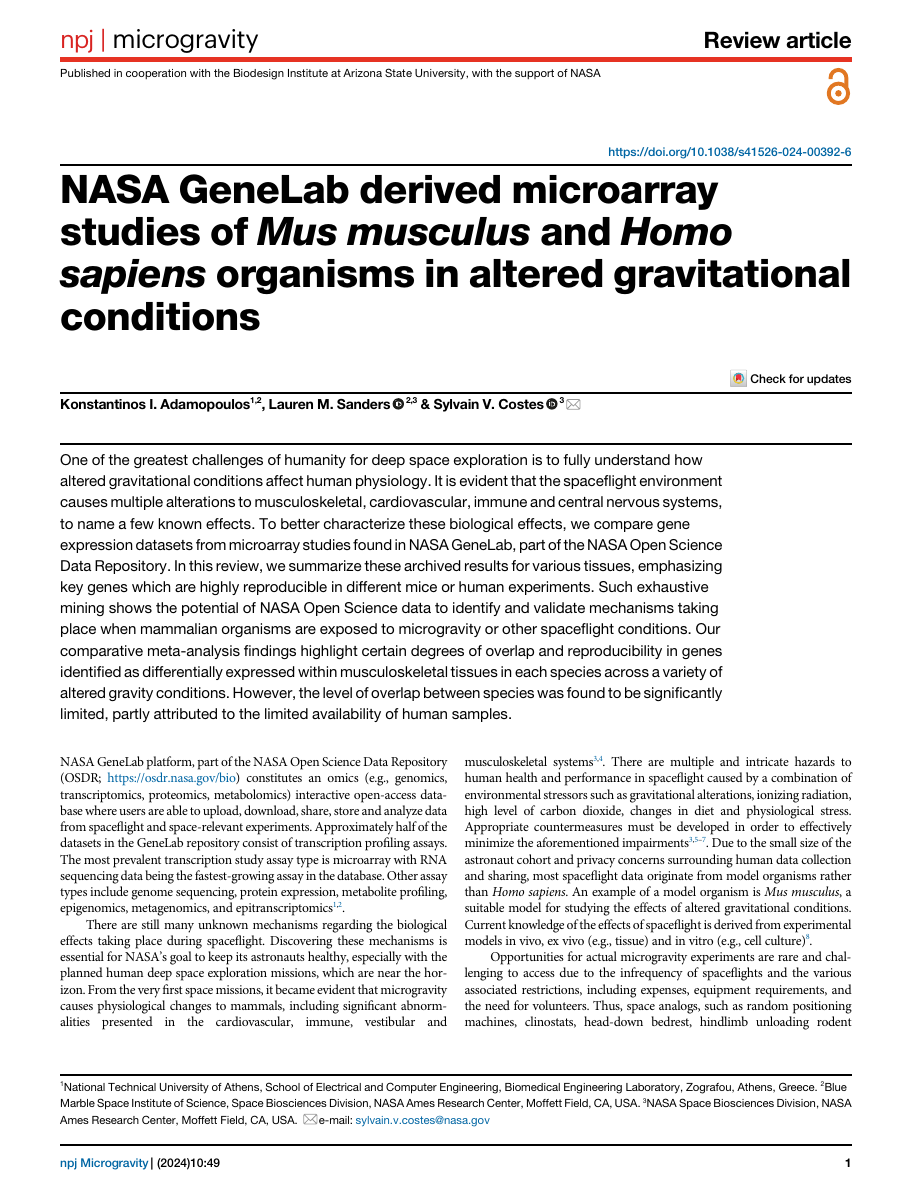 npj | microgravity
Review article
Published in cooperation with the Biodesign Institute at Arizona State University, with the support of NASA
https://doi.org/10.1038/s41526-024-00392-6
NASA GeneLab derived microarray
studies of Mus musculus and Homo
sapiens organisms in altered gravitational
conditions
Check for updates
Konstantinos I. Adamopoulos1,2, Lauren M. Sanders 2,3 & Sylvain V. Costes 3
One of the greatest challenges of humanity for deep space exploration is to fully understand how
altered gravitational conditions affect human physiology. It is evident that the spaceflight environment
causes multiple alterations to musculoskeletal, cardiovascular, immune and central nervous systems,
to name a few known effects. To better characterize these biological effects, we compare gene
expression datasets from microarray studies found in NASA GeneLab, part of the NASA Open Science
Data Repository. In this review, we summarize these archived results for various tissues, emphasizing
key genes which are highly reproducible in different mice or human experiments. Such exhaustive
mining shows the potential of NASA Open Science data to identify and validate mechanisms taking
place when mammalian organisms are exposed to microgravity or other spaceflight conditions. Our
comparative meta-analysis findings highlight certain degrees of overlap and reproducibility in genes
identified as differentially expressed within musculoskeletal tissues in each species across a variety of
altered gravity conditions. However, the level of overlap between species was found to be significantly
limited, partly attributed to the limited availability of human samples.
NASA GeneLab platform, part of the NASA Open Science Data Repository
(OSDR; https://osdr.nasa.gov/bio) constitutes an omics (e.g., genomics,
transcriptomics, proteomics, metabolomics) interactive open-access data-
base where users are able to upload, download, share, store and analyze data
from spaceflight and space-relevant experiments. Approximately half of the
datasets in the GeneLab repository consist of transcription profiling assays.
The most prevalent transcription study assay type is microarray with RNA
sequencing data being the fastest-growing assay in the database. Other assay
types include genome sequencing, protein expression, metabolite profiling,
epigenomics, metagenomics, and epitranscriptomics1,2.
There are still many unknown mechanisms regarding the biological
effects taking place during spaceflight. Discovering these mechanisms is
essential for NASA's goal to keep its astronauts healthy, especially with the
planned human deep space exploration missions, which are near the hor-
izon. From the very first space missions, it became evident that microgravity
causes physiological changes to mammals, including significant abnorm-
alities presented in the cardiovascular, immune, vestibular and
musculoskeletal systems3,4. There are multiple and intricate hazards to
human health and performance in spaceflight caused by a combination of
environmental stressors such as gravitational alterations, ionizing radiation,
high level of carbon dioxide, changes in diet and physiological stress.
Appropriate countermeasures must be developed in order to effectively
minimize the aforementioned impairments3,5–7. Due to the small size of the
astronaut cohort and privacy concerns surrounding human data collection
and sharing, most spaceflight data originate from model organisms rather
than Homo sapiens. An example of a model organism is Mus musculus, a
suitable model for studying the effects of altered gravitational conditions.
Current knowledge of the effects of spaceflight is derived from experimental
models in vivo, ex vivo (e.g., tissue) and in vitro (e.g., cell culture)8.
Opportunities for actual microgravity experiments are rare and chal-
lenging to access due to the infrequency of spaceflights and the various
associated restrictions, including expenses, equipment requirements, and
the need for volunteers. Thus, space analogs, such as random positioning
machines, clinostats, head-down bedrest, hindlimb unloading rodent
1National Technical University of Athens, School of Electrical and Computer Engineering, Biomedical Engineering Laboratory, Zografou, Athens, Greece. 2Blue
Marble Space Institute of Science, Space Biosciences Division, NASA Ames Research Center, Moffett Field, CA, USA. 3NASA Space Biosciences Division, NASA
Ames Research Center, Moffett Field, CA, USA. e-mail: sylvain.v.costes@nasa.gov
npj Microgravity | (2024)10:49
1